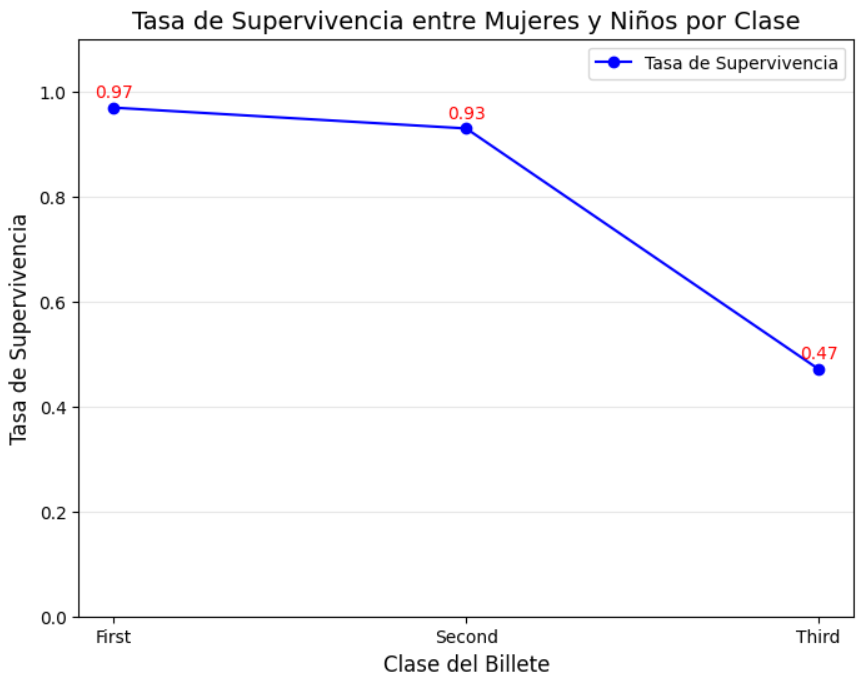 Tasa de Supervivencia entre Mujeres y Niños por Clase
Tasa de Supervivencia
0.97
0.93
0.47
1.0
0.8
0.6
0.4
0.2
0.0
Tasa de Supervivencia
First
Second
Third
Clase del Billete